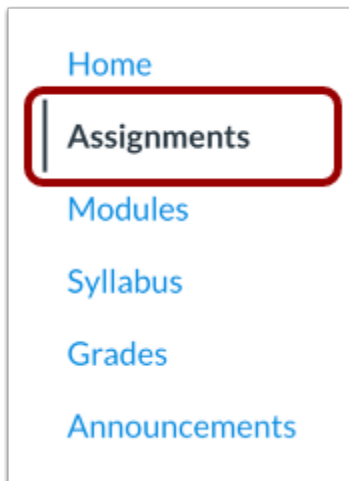 Home
Assignments
Modules
Syllabus
Grades
Announcements